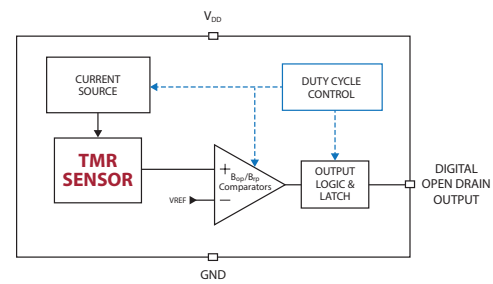 VDD
CURRENT
SOURCE
DUTY CYCLE
CONTROL
TMR
SENSOR
+
Bop/Brp
Comparators
VREF
−
OUTPUT
LOGIC &
LATCH
DIGITAL
OPEN DRAIN
OUTPUT
GND